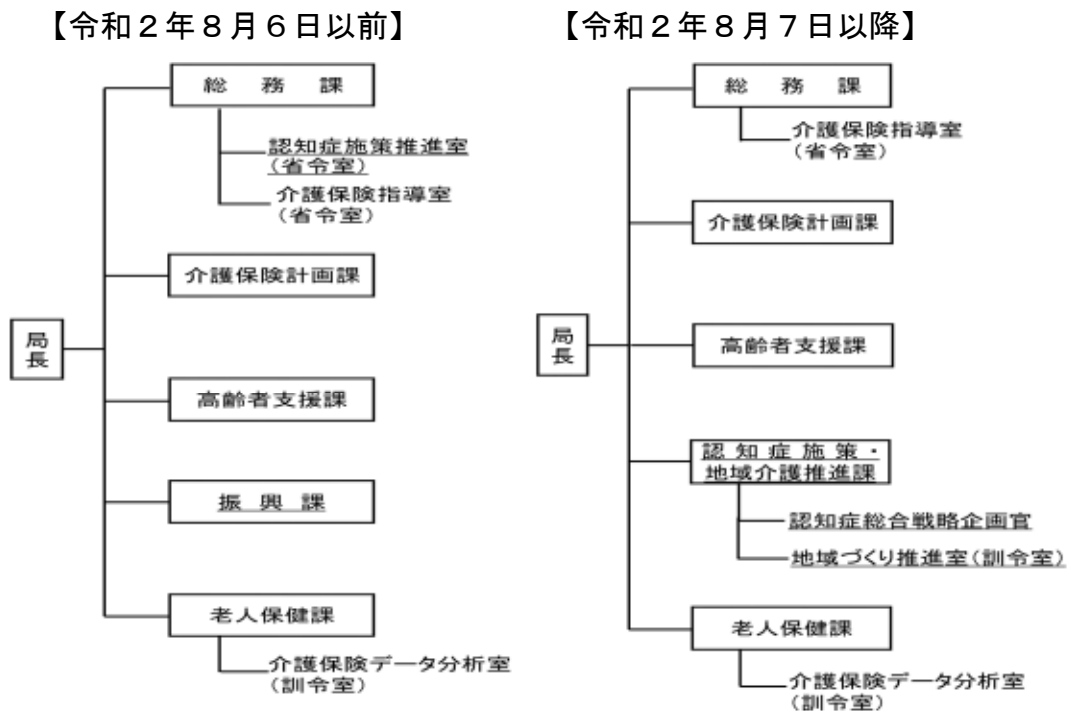 【令和２年８月６日以前】
総務課
認知症施策推進室
(省令室)
介護保険指導室
(省令室)
介護保険計画課
局長
高齢者支援課
振興課
老人保健課
介護保険データ分析室
(訓令室)
【令和２年８月７日以降】
総務課
介護保険指導室
(省令室)
介護保険計画課
局長
高齢者支援課
認知症施策・
地域介護推進課
認知症総合戦略企画官
地域づくり推進室(訓令室)
老人保健課
介護保険データ分析室
(訓令室)